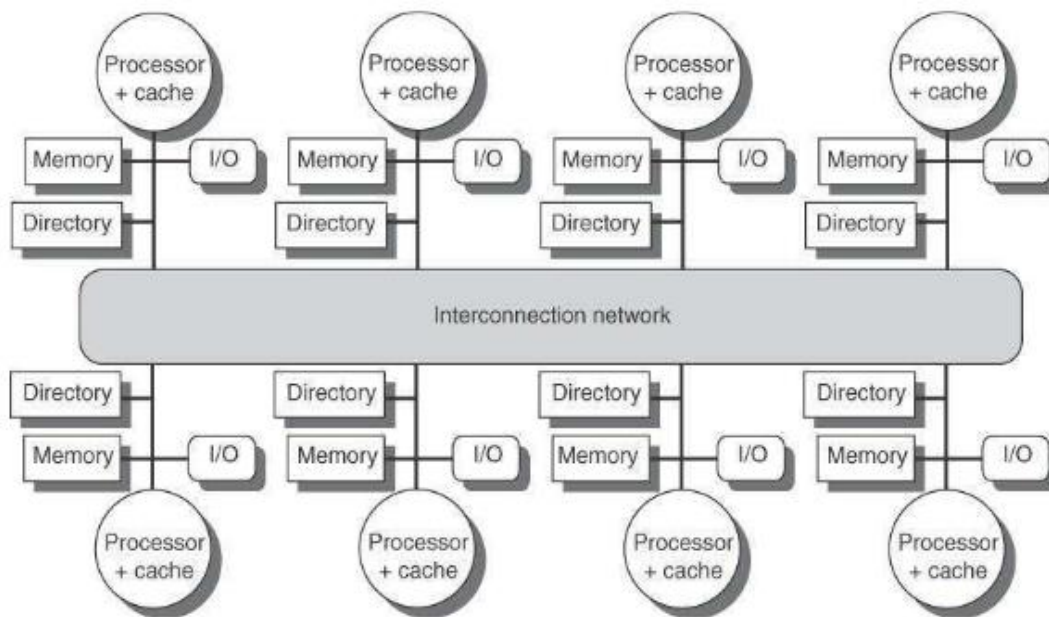 Processor
+ cache
Processor
+ cache
Processor
+ cache
Processor
+ cache
Memory
I/O
Memory
I/O
Memory
I/O
Memory
I/O
Directory
Directory
Directory
Directory
Interconnection network
Directory
Directory
Directory
Directory
Memory
I/O
Memory
I/O
Memory
I/O
Memory
I/O
Processor
+ cache
Processor
+ cache
Processor
+ cache
Processor
+ cache